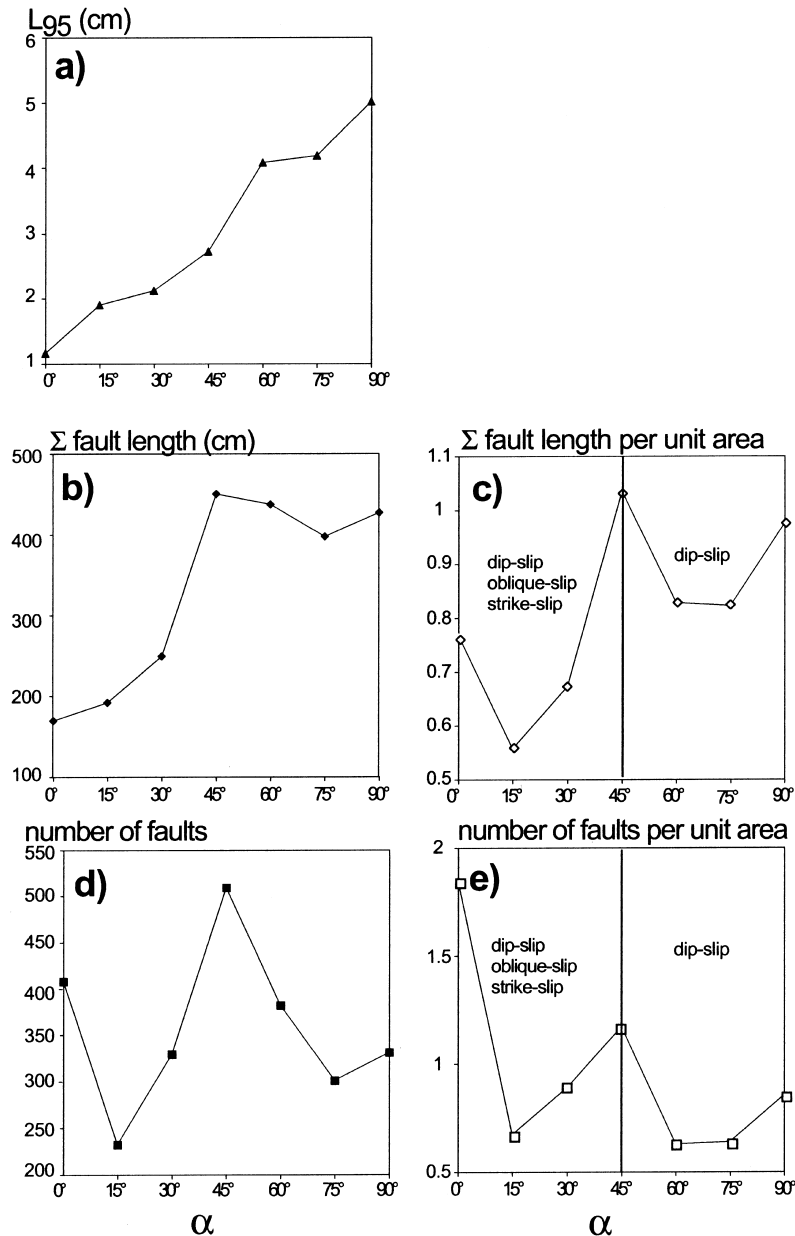 L95 (cm)
a)
6
5
4
3
2
1
0° 15° 30° 45° 60° 75° 90°
Σ fault length (cm)
b)
500
400
300
200
100
0° 15° 30° 45° 60° 75° 90°
Σ fault length per unit area
c)
1.1
1
0.9
0.8
0.7
0.6
0.5
dip-slip
oblique-slip
strike-slip
dip-slip
0° 15° 30° 45° 60° 75° 90°
number of faults
d)
550
500
450
400
350
300
250
200
0° 15° 30° 45° 60° 75° 90°
α
number of faults per unit area
e)
2
1.5
1
0.5
dip-slip
oblique-slip
strike-slip
dip-slip
0° 15° 30° 45° 60° 75° 90°
α